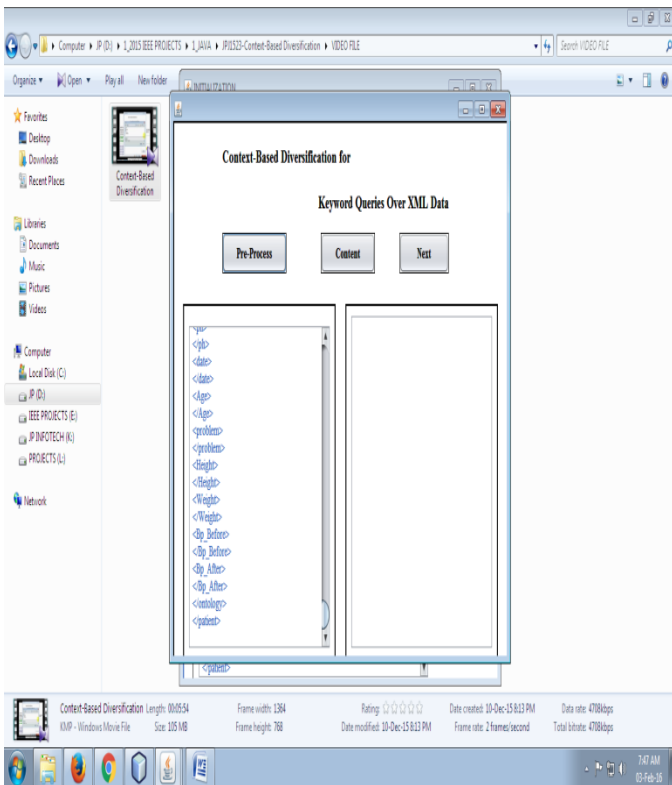 Computer ▸ JP (D:) ▸ 1_2015 IEEE PROJECTS ▸ 1_JAVA ▸ JPJ1523-Context-Based Diversification ▸ VIDEO FILE
Search VIDEO FILE
Organize Open Play all New folder
INITIALIZATION
Favorites
Desktop
Downloads
Recent Places
Libraries
Documents
Music
Pictures
Videos
Computer
Local Disk (C:)
JP (D:)
IEEE PROJECTS (E:)
JP INFOTECH (K:)
PROJECTS (L:)
Network
Context-Based
Diversification
Context-Based Diversification for
Keyword Queries Over XML Data
Pre-Process Content Next
<ph>
</ph>
<date>
</date>
<Age>
</Age>
<problem>
</problem>
<Height>
</Height>
<Weight>
</Weight>
<Bp_Before>
</Bp_Before>
<Bp_After>
</Bp_After>
</ontology>
</patient>
</patient>
Context-Based Diversification Length: 00:05:54 Frame width: 1364 Rating: Date created: 10-Dec-15 8:13 PM Data rate: 4708kbps
KMP - Windows Movie File Size: 105 MB Frame height: 768 Date modified: 10-Dec-15 8:13 PM Frame rate: 2 frames/second Total bitrate: 4708kbps
7:47 AM
03-Feb-16